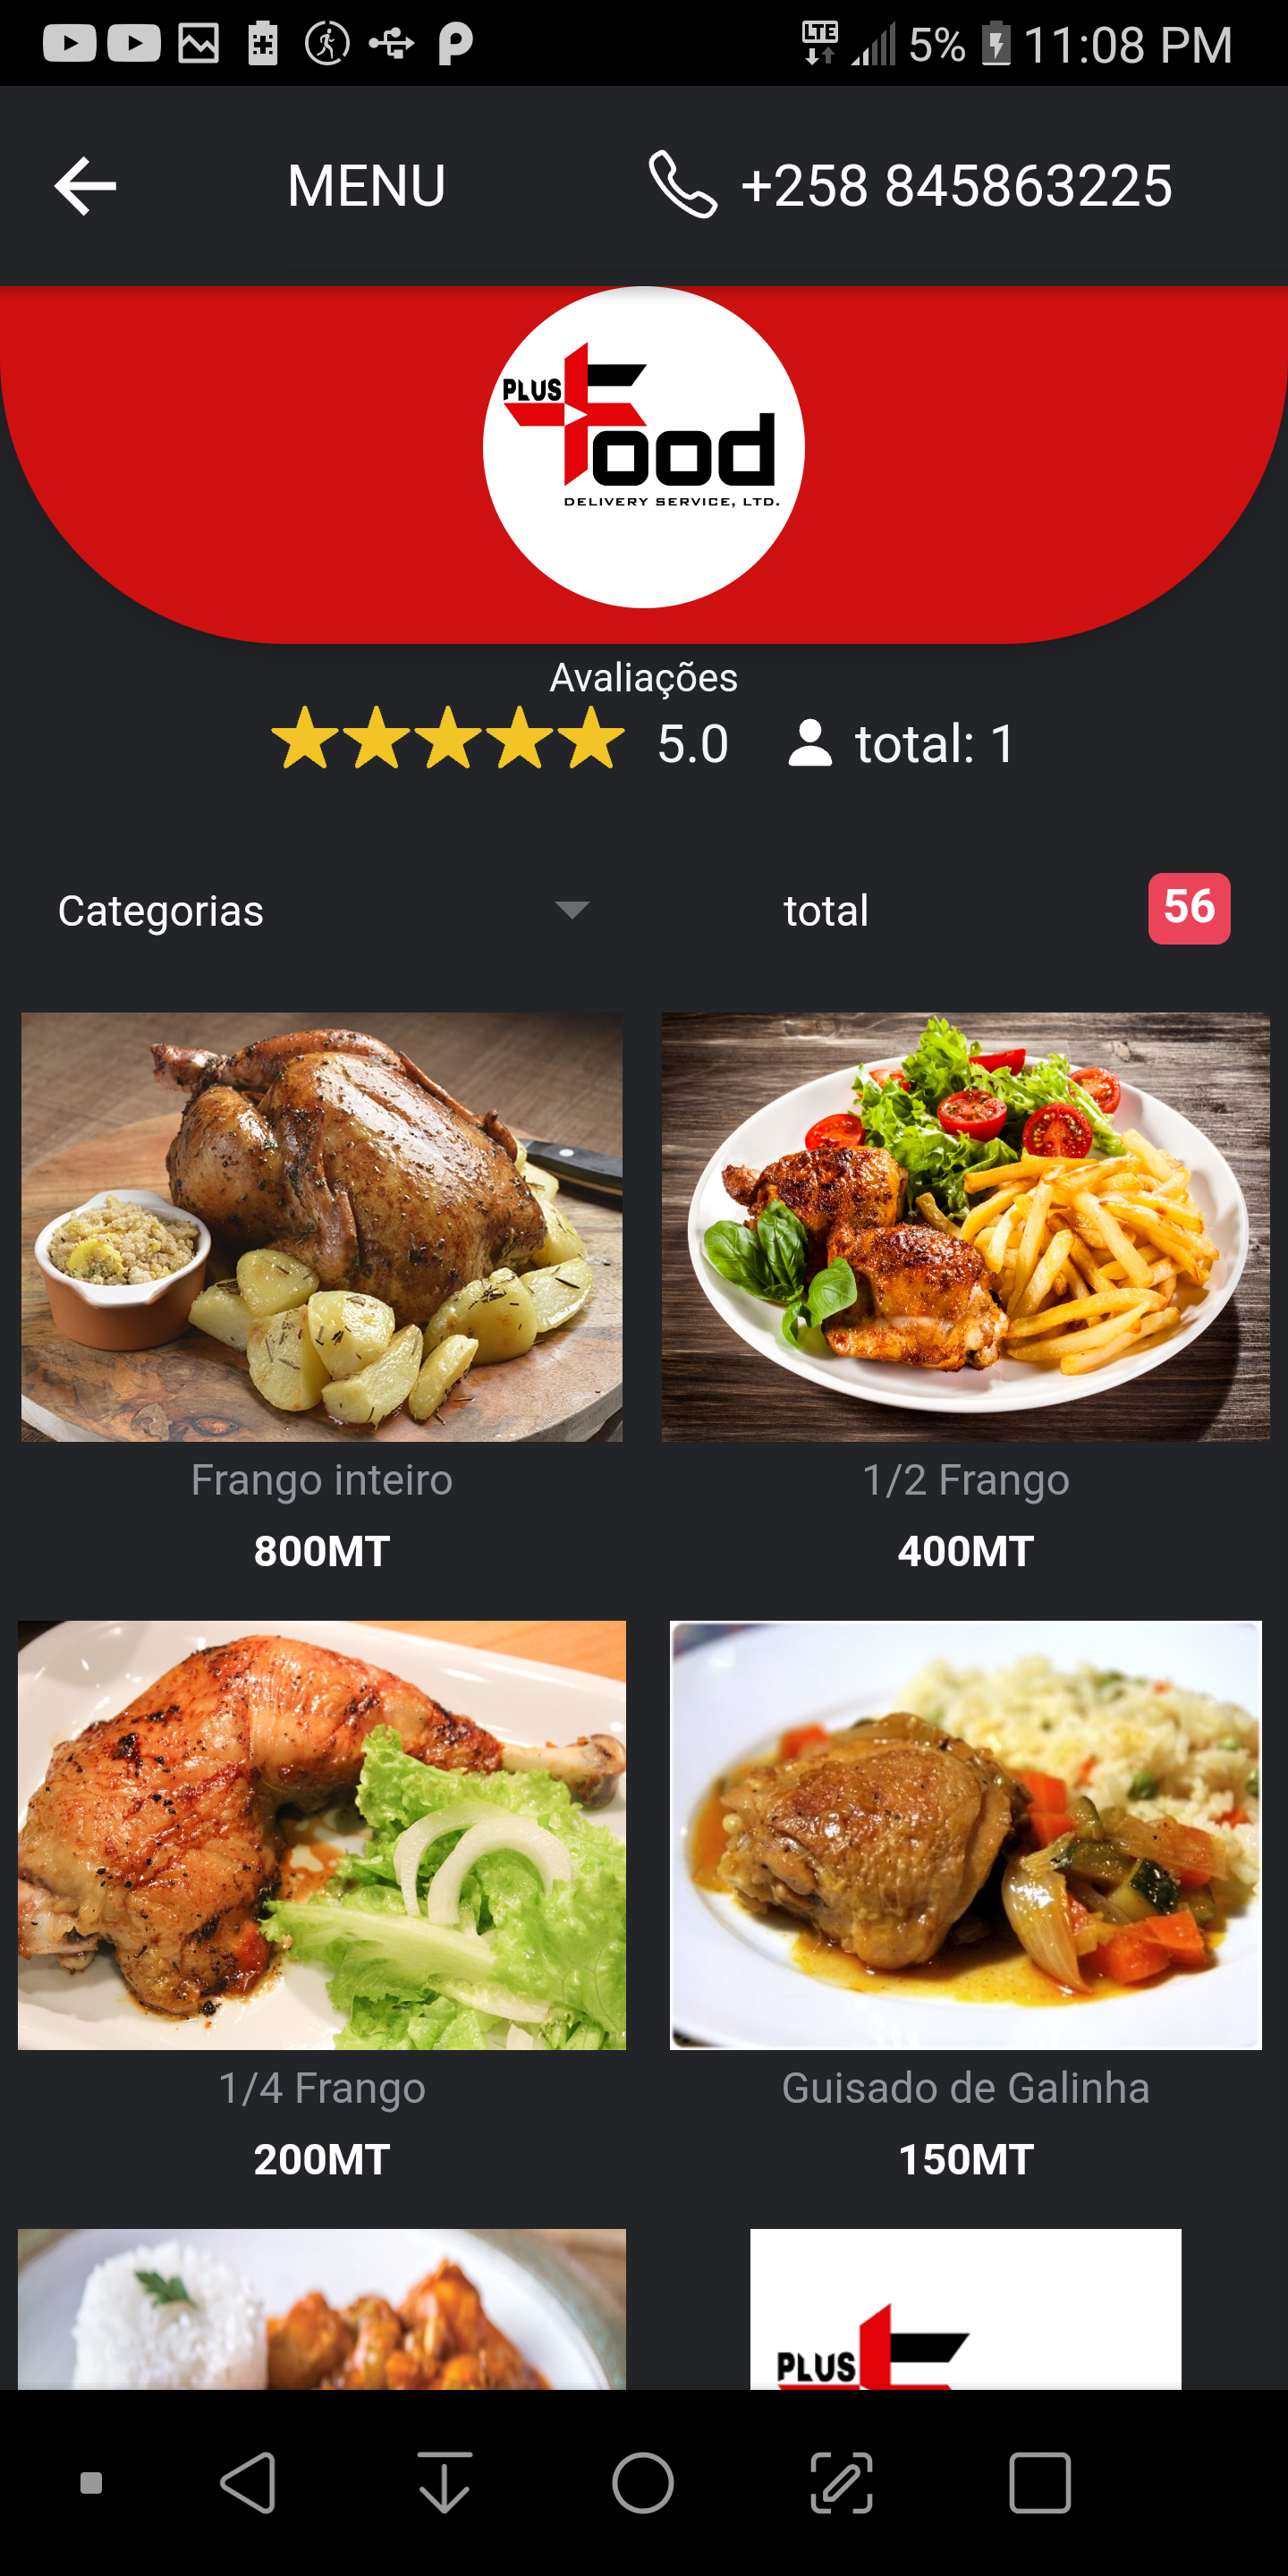 LTE 5% 11:08 PM
MENU +258 845863225
PLUS
Food
DELIVERY SERVICE, LTD.
Avaliações
5.0 total: 1
Categorias total 56
Frango inteiro 1/2 Frango
800MT 400MT
1/4 Frango Guisado de Galinha
200MT 150MT
PLUS